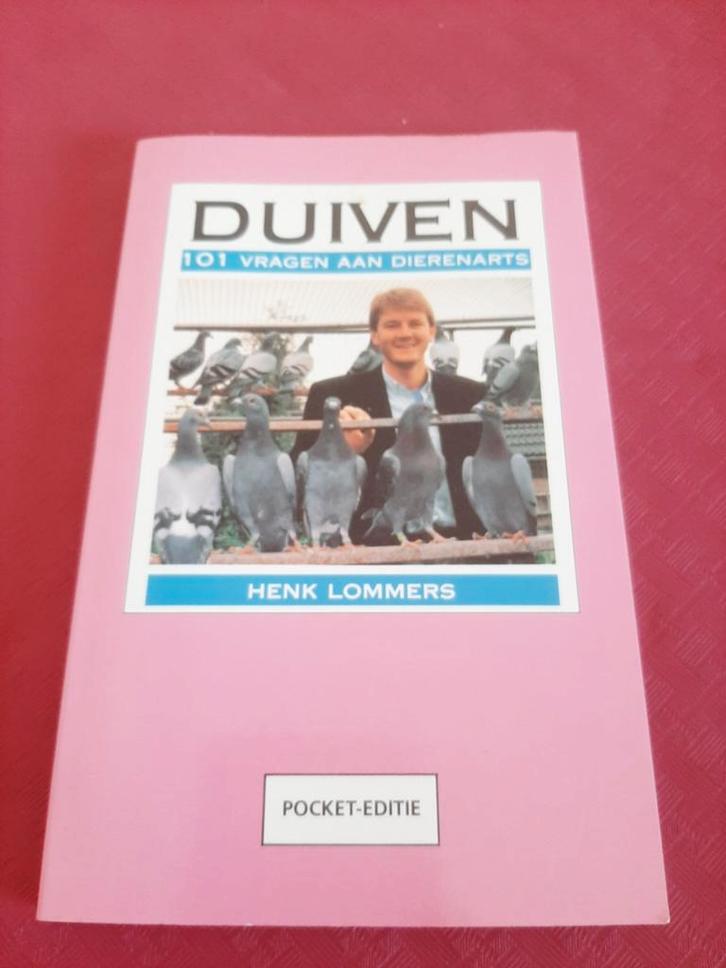 DUIVEN
101 VRAGEN AAN DIERENARTS
HENK LOMMERS
POCKET-EDITIE